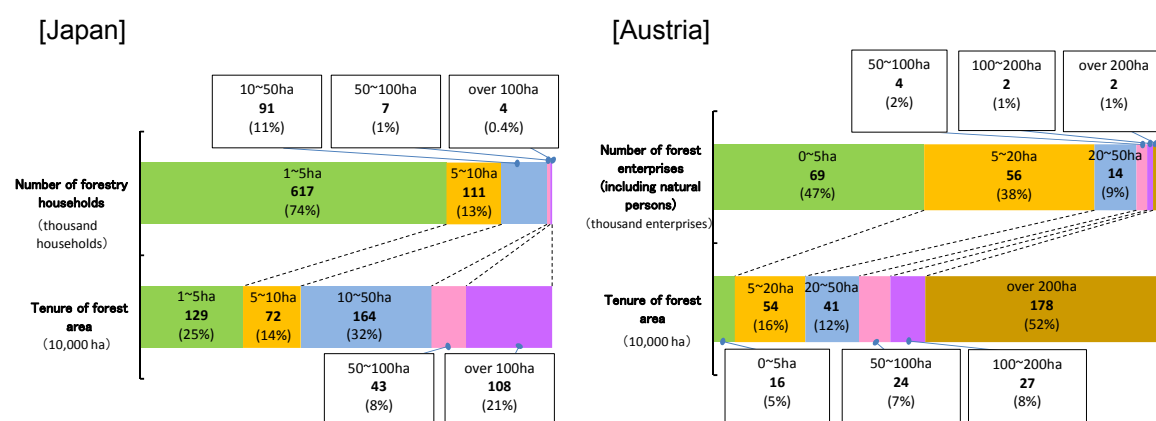 [Japan]
10~50ha
91
(11%)
50~100ha
7
(1%)
over 100ha
4
(0.4%)
Number of forestry
households
（thousand
households）
1~5ha
617
(74%)
5~10ha
111
(13%)
Tenure of forest
area
（10,000 ha）
1~5ha
129
(25%)
5~10ha
72
(14%)
10~50ha
164
(32%)
50~100ha
43
(8%)
over 100ha
108
(21%)
[Austria]
50~100ha
4
(2%)
100~200ha
2
(1%)
over 200ha
2
(1%)
Number of forest
enterprises
（including natural
persons）
（thousand enterprises）
0~5ha
69
(47%)
5~20ha
56
(38%)
20~50ha
14
(9%)
Tenure of forest
area
（10,000 ha）
5~20ha
54
(16%)
20~50ha
41
(12%)
over 200ha
178
(52%)
0~5ha
16
(5%)
50~100ha
24
(7%)
100~200ha
27
(8%)